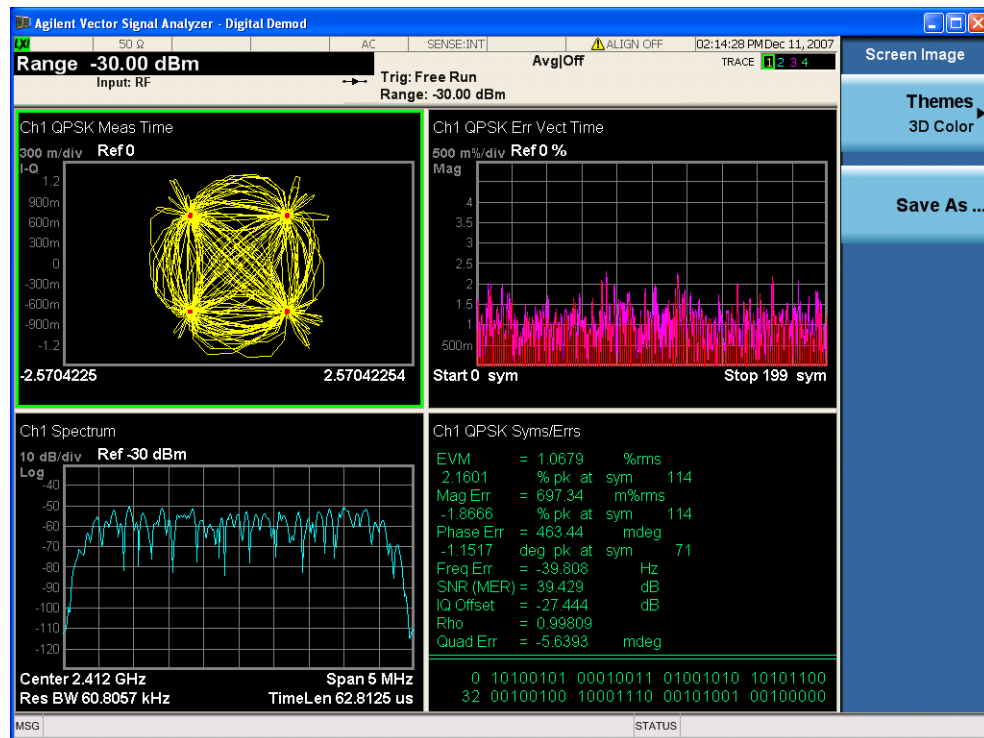 Agilent Vector Signal Analyzer - Digital Demod
LXI 50 Ω AC SENSE:INT ALIGN OFF 02:14:28 PM Dec 11, 2007
Range -30.00 dBm
Input: RF
Trig: Free Run
Range: -30.00 dBm
Avg|Off
TRACE 1 2 3 4
Screen Image
Themes
3D Color
Save As ...
Ch1 QPSK Meas Time
300 m/div Ref 0
I-Q
1.2
900m
600m
300m
0
-300m
-600m
-900m
-1.2
-2.5704225 2.57042254
Ch1 QPSK Err Vect Time
500 m%/div Ref 0 %
Mag
4
3.5
3
2.5
2
1.5
1
500m
Start 0 sym Stop 199 sym
Ch1 Spectrum
10 dB/div Ref -30 dBm
Log
-40
-50
-60
-70
-80
-90
-100
-110
-120
Center 2.412 GHz Span 5 MHz
Res BW 60.8057 kHz TimeLen 62.8125 us
Ch1 QPSK Syms/Errs
EVM = 1.0679 %rms
2.1601 % pk at sym 114
Mag Err = 697.34 m%rms
-1.8666 % pk at sym 114
Phase Err = 463.44 mdeg
-1.1517 deg pk at sym 71
Freq Err = -39.808 Hz
SNR (MER) = 39.429 dB
IQ Offset = -27.444 dB
Rho = 0.99809
Quad Err = -5.6393 mdeg
0 10100101 00010011 01001010 10101100
32 00100100 10001110 00101001 00100000
MSG STATUS